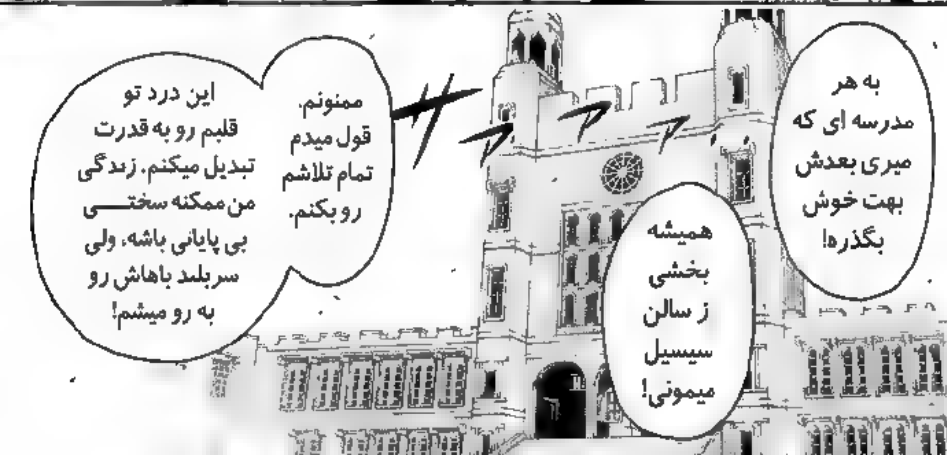 به هر
مدرسه ای که
میری بعدش
بهت خوش
بگذره!
همیشه
بخشی
ز سالن
سیسیل
میمونی!
ممنونم.
قول میدم
تمام تلاشم
رو بکنم.
این درد تو
قلبم رو به قدرت
تبدیل میکنم. زندگی
من ممکنه سختـــی
بی پایانی باشه، ولی
سربلند باهاش رو
به رو میشم!